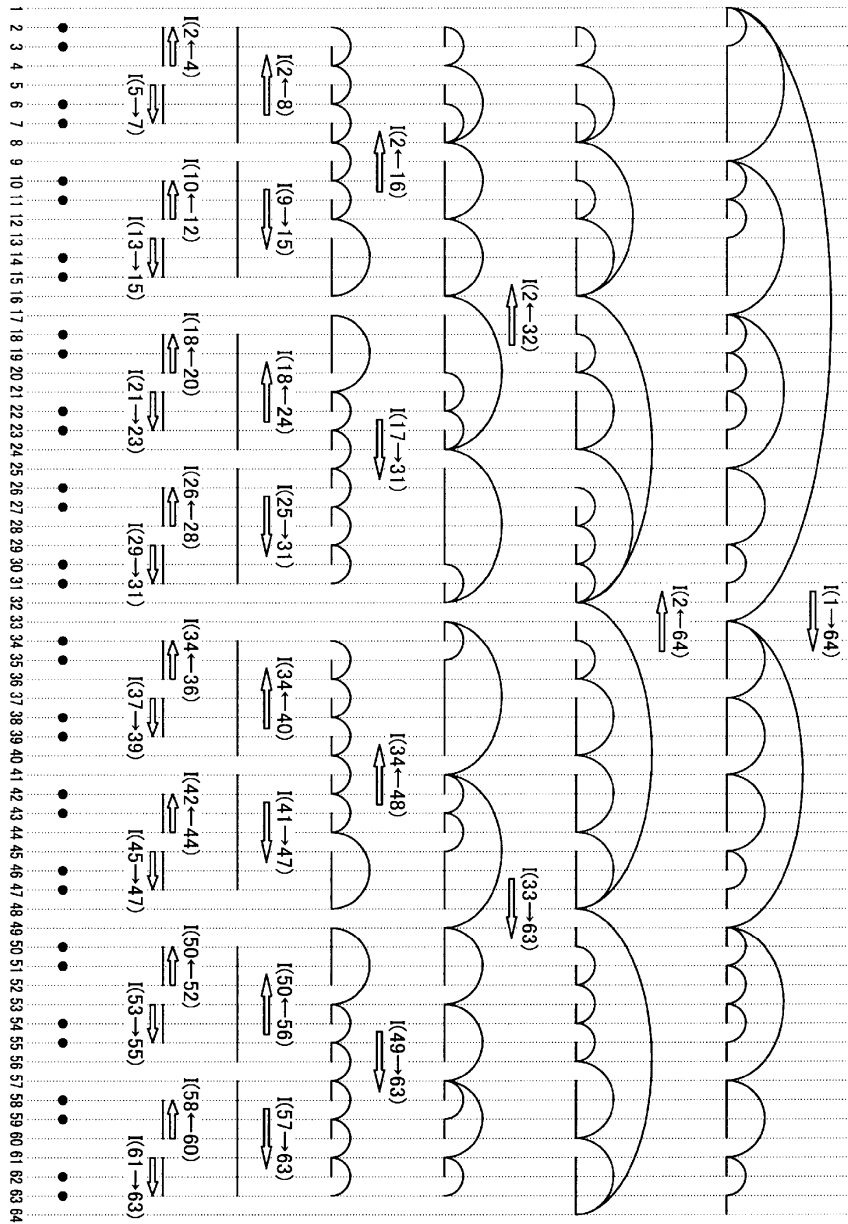 I(1→64)
I(2←64)
I(2←32) I(33→63)
I(2←16) I(17→31) I(34←48) I(49→63)
I(2←8) I(9→15) I(18←24) I(25→31) I(34←40) I(41→47) I(50←56) I(57→63)
I(2←4) I(10←12) I(18←20) I(26←28) I(34←36) I(42←44) I(50←52) I(58←60)
I(5→7) I(13→15) I(21→23) I(29→31) I(37→39) I(45→47) I(53→55) I(61→63)
1 2 3 4 5 6 7 8 9 10 11 12 13 14 15 16 17 18 19 20 21 22 23 24 25 26 27 28 29 30 31 32 33 34 35 36 37 38 39 40 41 42 43 44 45 46 47 48 49 50 51 52 53 54 55 56 57 58 59 60 61 62 63 64